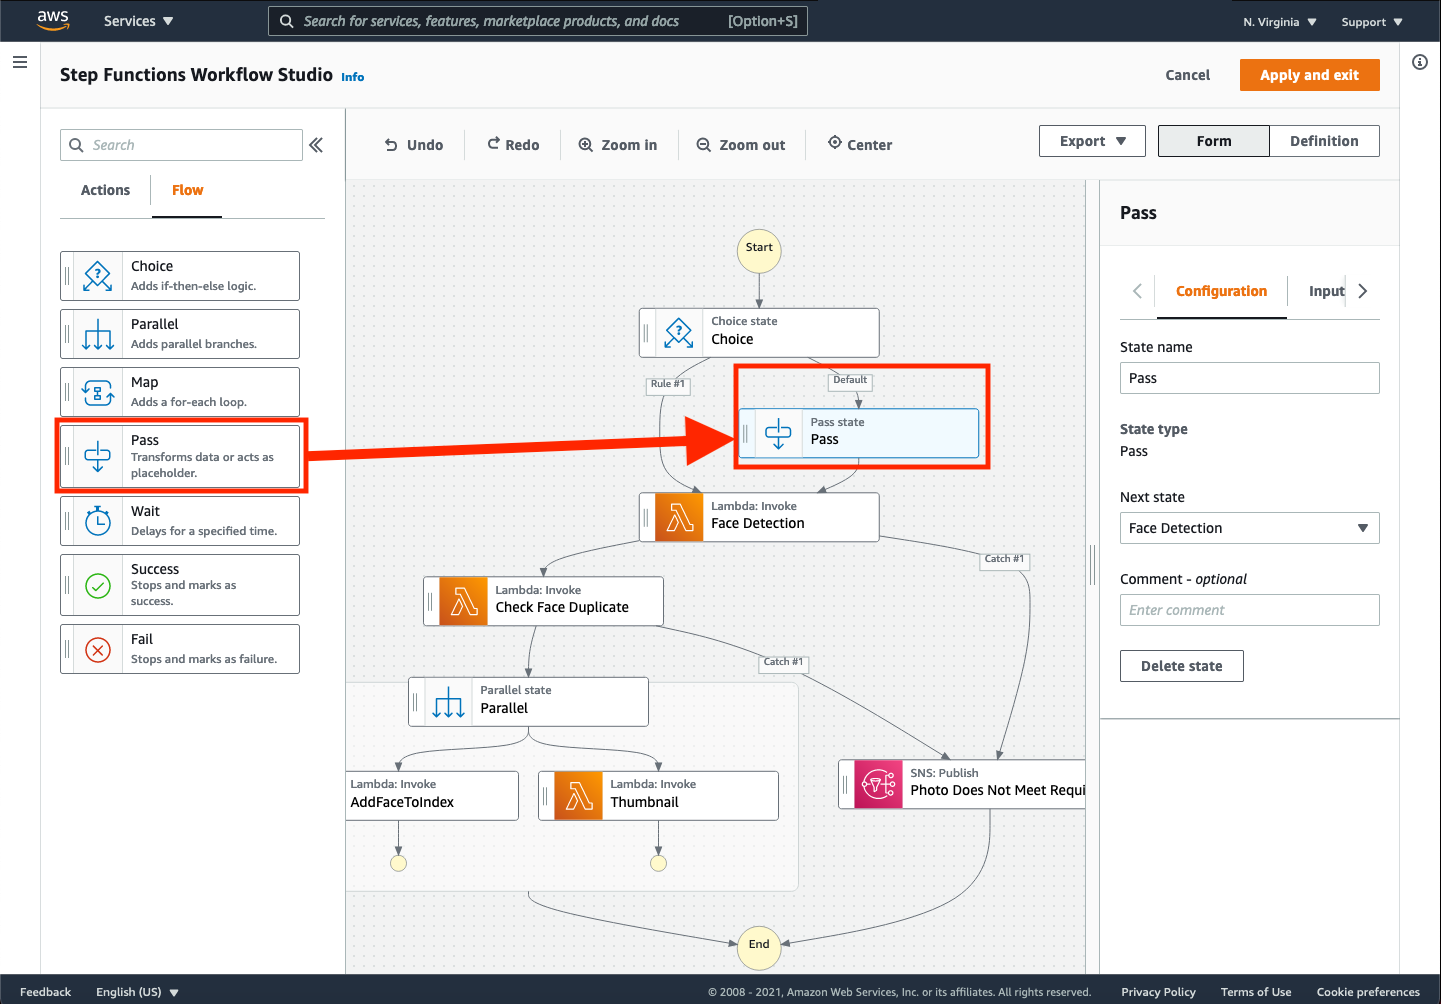 aws
Services
Search for services, features, marketplace products, and docs
[Option+S]
N. Virginia
Support
Step Functions Workflow Studio
Info
Cancel
Apply and exit
Search
Undo
Redo
Zoom in
Zoom out
Center
Export
Form
Definition
Actions
Flow
Choice
Adds if-then-else logic.
Parallel
Adds parallel branches.
Map
Adds a for-each loop.
Pass
Transforms data or acts as
placeholder.
Wait
Delays for a specified time.
Success
Stops and marks as
success.
Fail
Stops and marks as failure.
Start
Choice state
Choice
Rule #1
Default
Pass state
Pass
Lambda: Invoke
Face Detection
Catch #1
Lambda: Invoke
Check Face Duplicate
Catch #1
Parallel state
Parallel
Lambda: Invoke
AddFaceToIndex
Lambda: Invoke
Thumbnail
SNS: Publish
Photo Does Not Meet Requi
End
Pass
Configuration
Input
State name
Pass
State type
Pass
Next state
Face Detection
Comment - optional
Enter comment
Delete state
Feedback
English (US)
© 2008 - 2021, Amazon Web Services, Inc. or its affiliates. All rights reserved.
Privacy Policy
Terms of Use
Cookie preferences